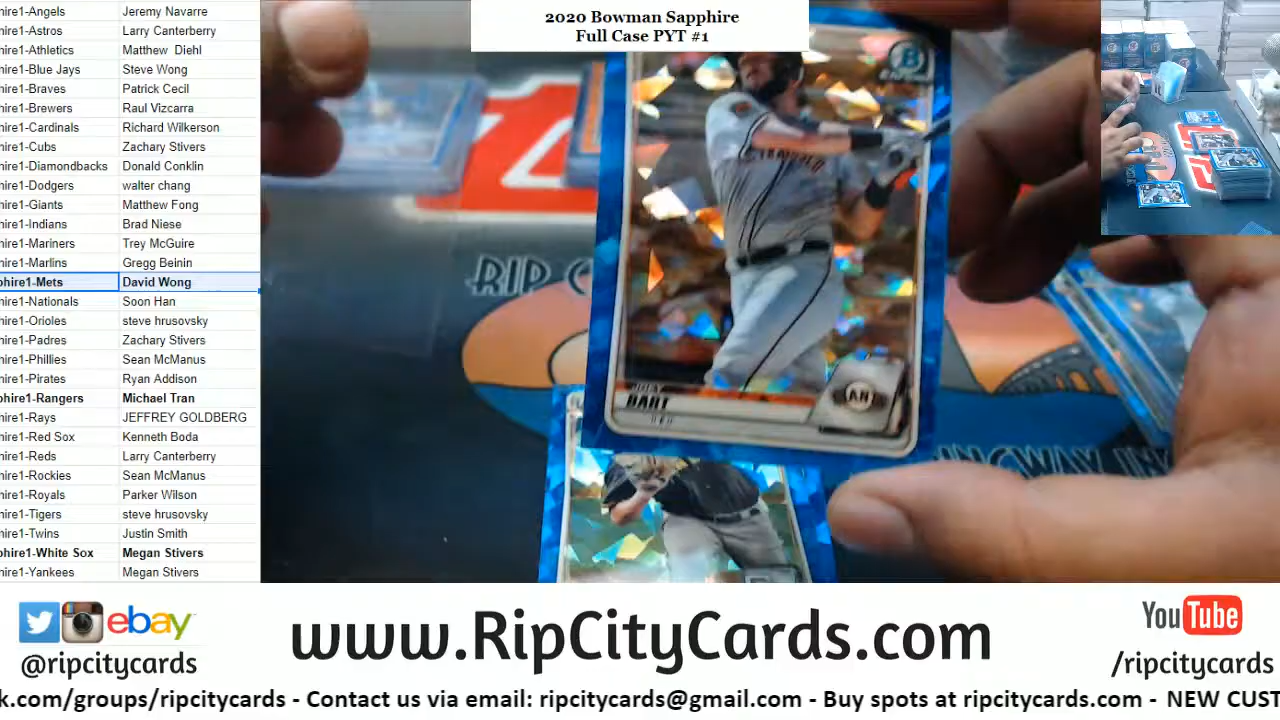 2020 Bowman Sapphire
Full Case PYT #1
hire1-Angels Jeremy Navarre
hire1-Astros Larry Canterberry
hire1-Athletics Matthew Diehl
hire1-Blue Jays Steve Wong
hire1-Braves Patrick Cecil
hire1-Brewers Raul Vizcarra
hire1-Cardinals Richard Wilkerson
hire1-Cubs Zachary Stivers
hire1-Diamondbacks Donald Conklin
hire1-Dodgers walter chang
hire1-Giants Matthew Fong
hire1-Indians Brad Niese
hire1-Mariners Trey McGuire
hire1-Marlins Gregg Beinin
phire1-Mets David Wong
hire1-Nationals Soon Han
hire1-Orioles steve hrusovsky
hire1-Padres Zachary Stivers
hire1-Phillies Sean McManus
hire1-Pirates Ryan Addison
phire1-Rangers Michael Tran
hire1-Rays JEFFREY GOLDBERG
hire1-Red Sox Kenneth Boda
hire1-Reds Larry Canterberry
hire1-Rockies Sean McManus
hire1-Royals Parker Wilson
hire1-Tigers steve hrusovsky
hire1-Twins Justin Smith
phire1-White Sox Megan Stivers
hire1-Yankees Megan Stivers
B
RIP C
JOEY
BART
INGWAY IN
ebay
@ripcitycards
www.RipCityCards.com
YouTube
/ripcitycards
k.com/groups/ripcitycards - Contact us via email: ripcitycards@gmail.com - Buy spots at ripcitycards.com - NEW CUST